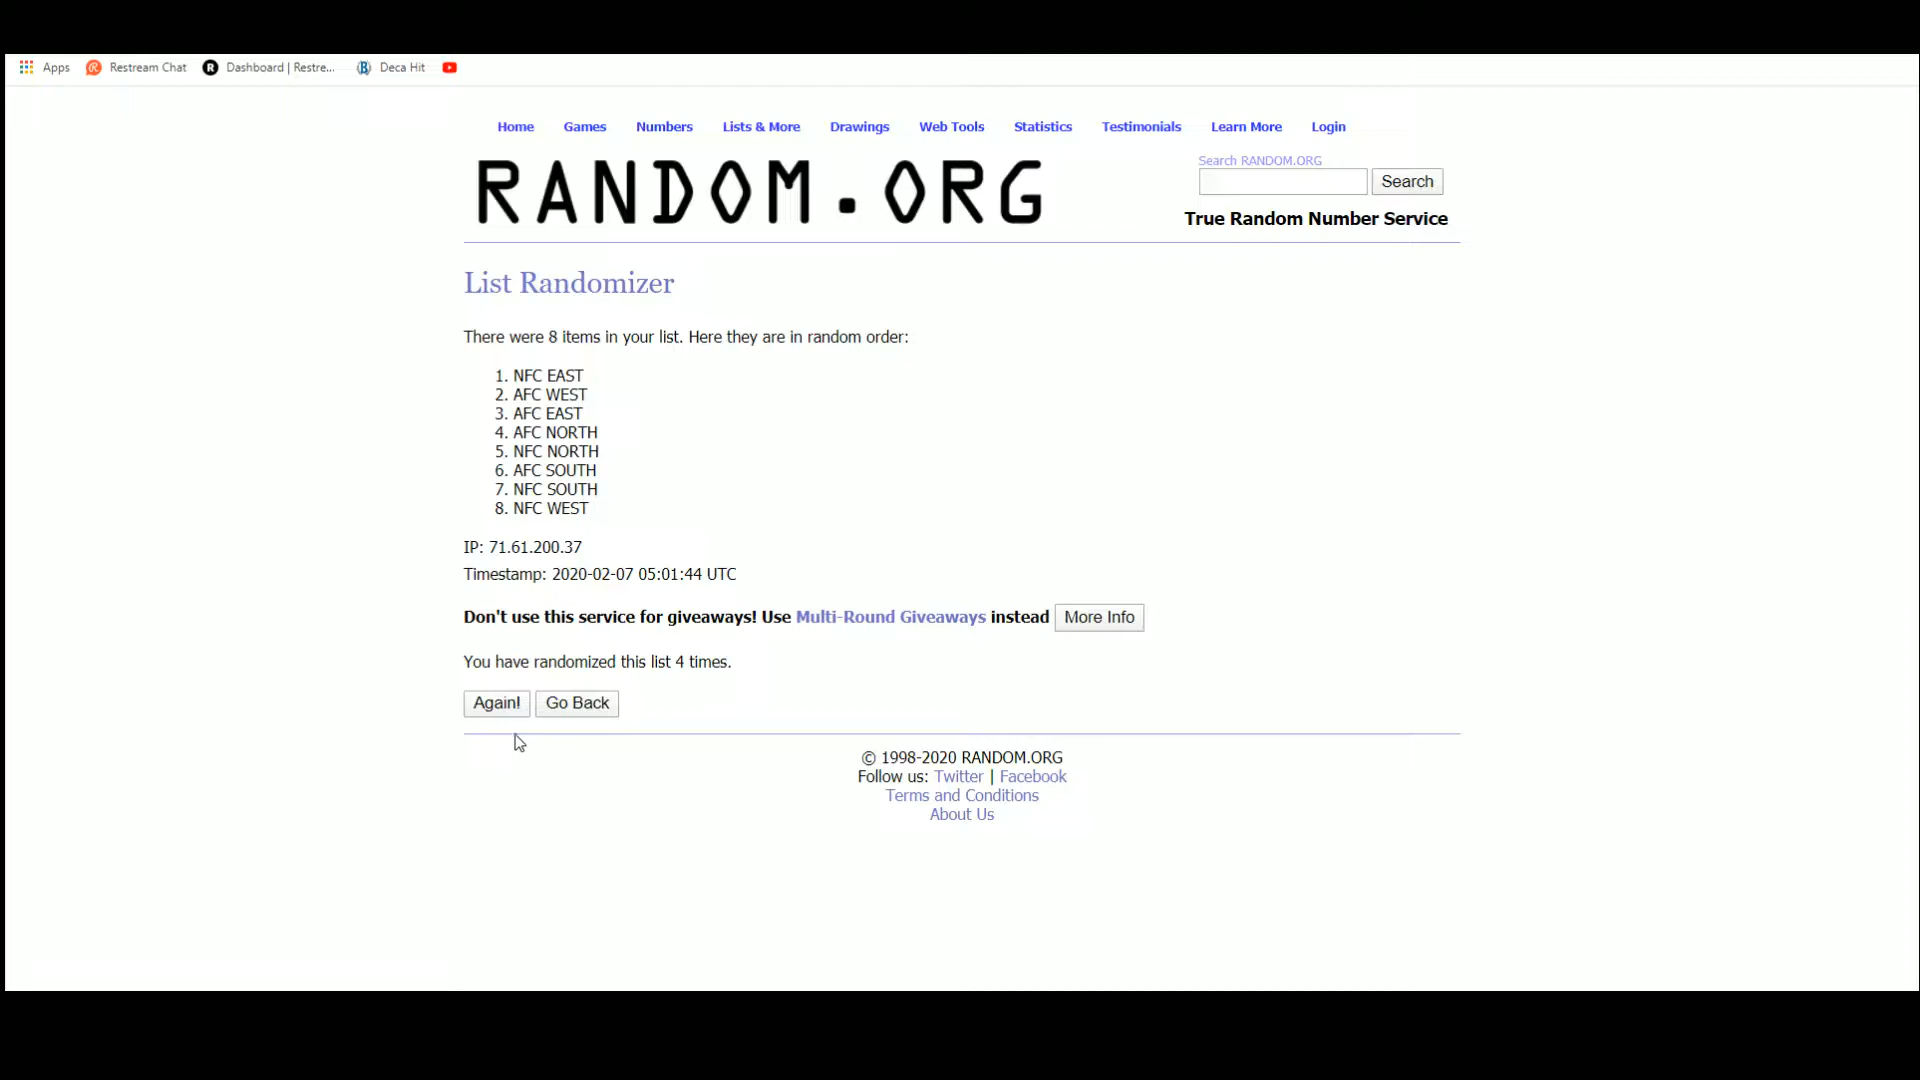 Apps Restream Chat Dashboard | Restre... Deca Hit
Home Games Numbers Lists & More Drawings Web Tools Statistics Testimonials Learn More Login
RANDOM.ORG
Search RANDOM.ORG
Search
True Random Number Service
List Randomizer
There were 8 items in your list. Here they are in random order:
1. NFC EAST
2. AFC WEST
3. AFC EAST
4. AFC NORTH
5. NFC NORTH
6. AFC SOUTH
7. NFC SOUTH
8. NFC WEST
IP: 71.61.200.37
Timestamp: 2020-02-07 05:01:44 UTC
Don't use this service for giveaways! Use Multi-Round Giveaways instead More Info
You have randomized this list 4 times.
Again! Go Back
© 1998-2020 RANDOM.ORG
Follow us: Twitter | Facebook
Terms and Conditions
About Us